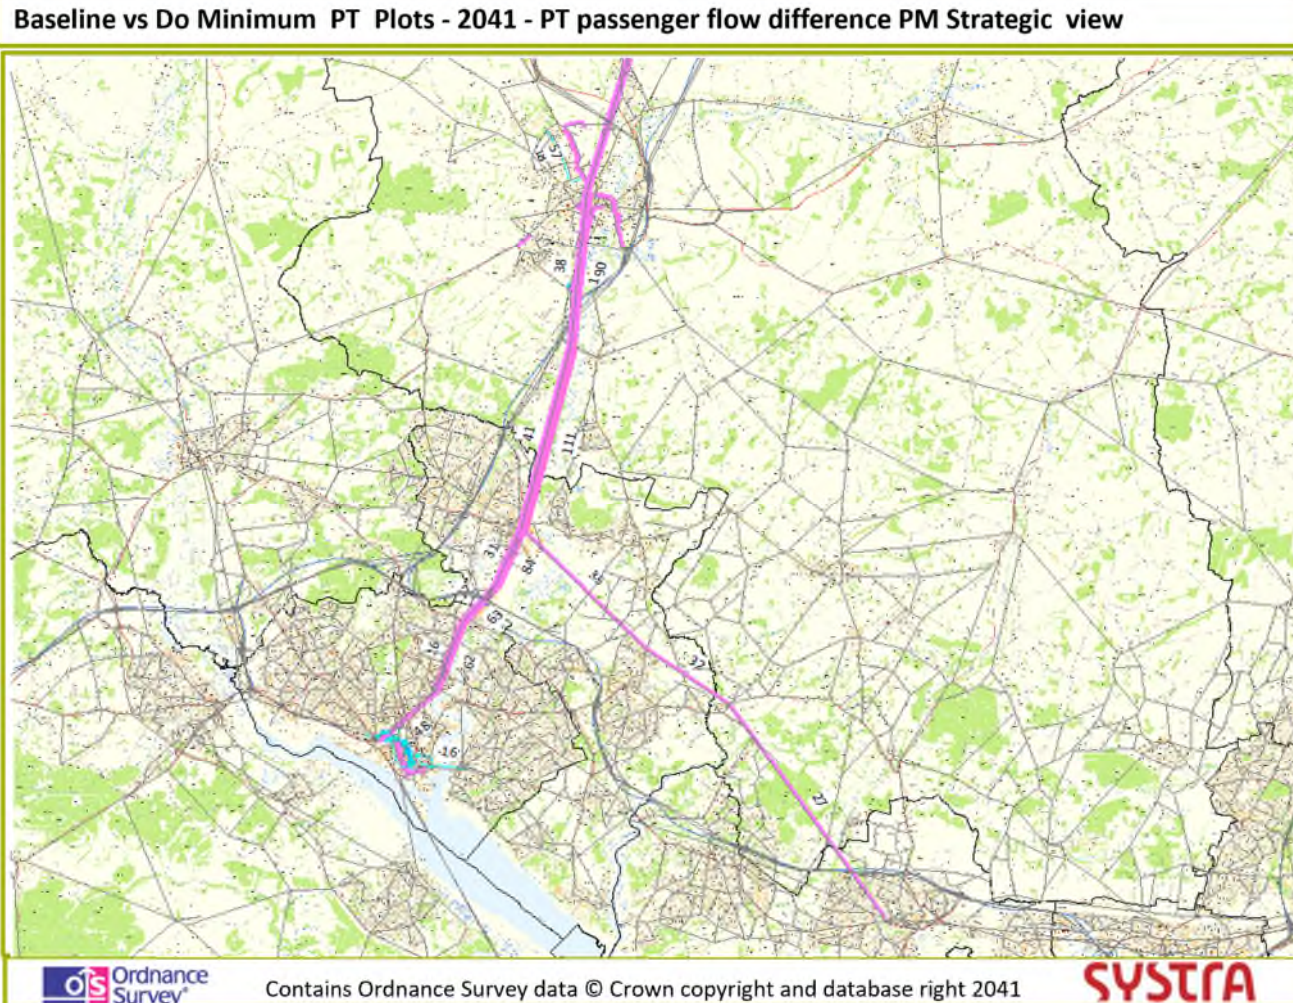 Baseline vs Do Minimum PT Plots - 2041 - PT passenger flow difference PM Strategic view
57
38
190
41
111
31
84
35
16
62
37
48
-16
27
Ordnance
Survey®
Contains Ordnance Survey data © Crown copyright and database right 2041
SYSTRA